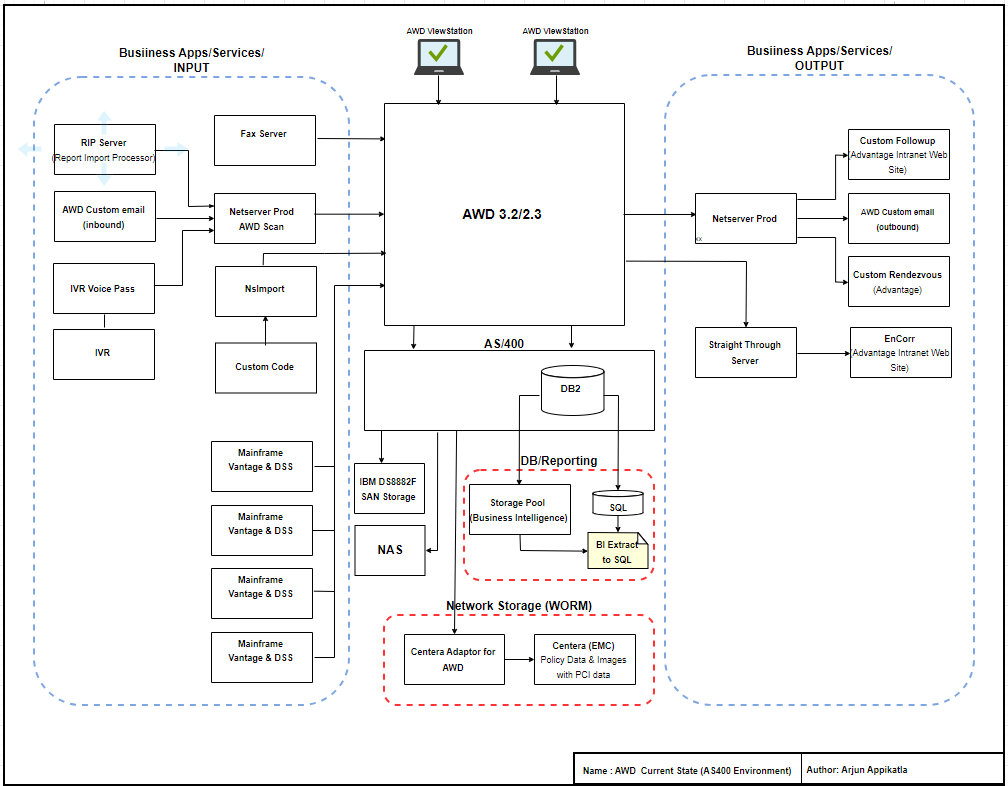 AWD ViewStation
AWD ViewStation
Busiiness Apps/Services/
INPUT
Busiiness Apps/Services/
OUTPUT
RIP Server
(Report Import Processor)
Fax Server
AWD Custom email
(inbound)
Netserver Prod
AWD Scan
IVR Voice Pass
NsImport
IVR
Custom Code
Mainframe
Vantage & DSS
Mainframe
Vantage & DSS
Mainframe
Vantage & DSS
Mainframe
Vantage & DSS
AWD 3.2/2.3
AS/400
DB2
IBM DS8882F
SAN Storage
NAS
DB/Reporting
Storage Pool
(Business Intelligence)
SQL
BI Extract
to SQL
Network Storage (WORM)
Centera Adaptor for
AWD
Centera (EMC)
Policy Data & Images
with PCI data
Netserver Prod
xx
Custom Followup
(Advantage Intranet Web
Site)
AWD Custom email
(outbound)
Custom Rendezvous
(Advantage)
Straight Through
Server
EnCorr
(Advantage Intranet Web
Site)
Name : AWD Current State (AS400 Environment)
Author: Arjun Appikatla